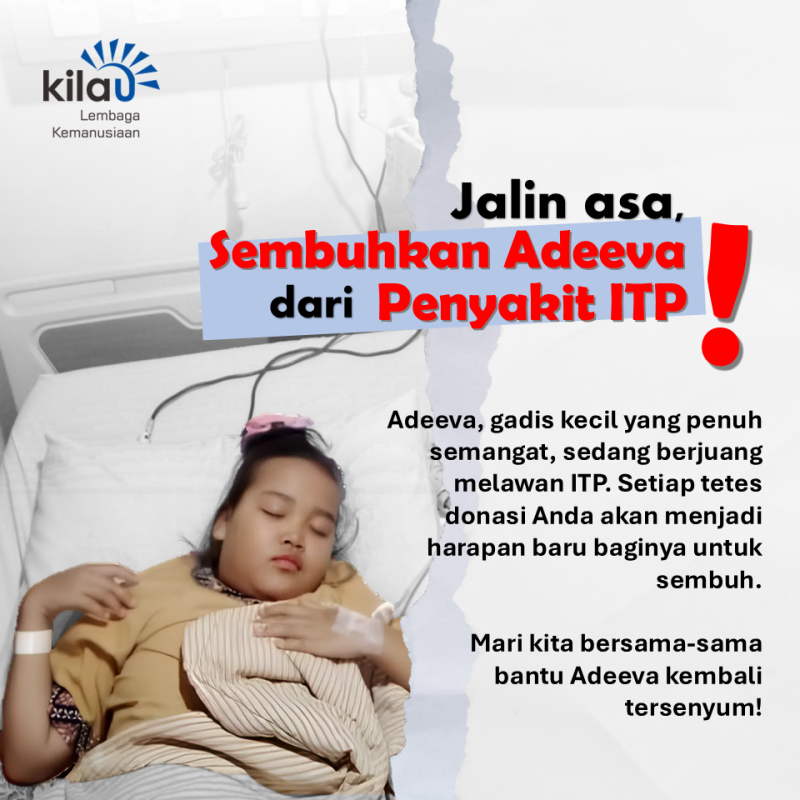 kilau
Lembaga
Kemanusiaan
Jalin asa,
Sembuhkan Adeeva
dari Penyakit ITP !
Adeeva, gadis kecil yang penuh
semangat, sedang berjuang
melawan ITP. Setiap tetes
donasi Anda akan menjadi
harapan baru baginya untuk
sembuh.
Mari kita bersama-sama
bantu Adeeva kembali
tersenyum!